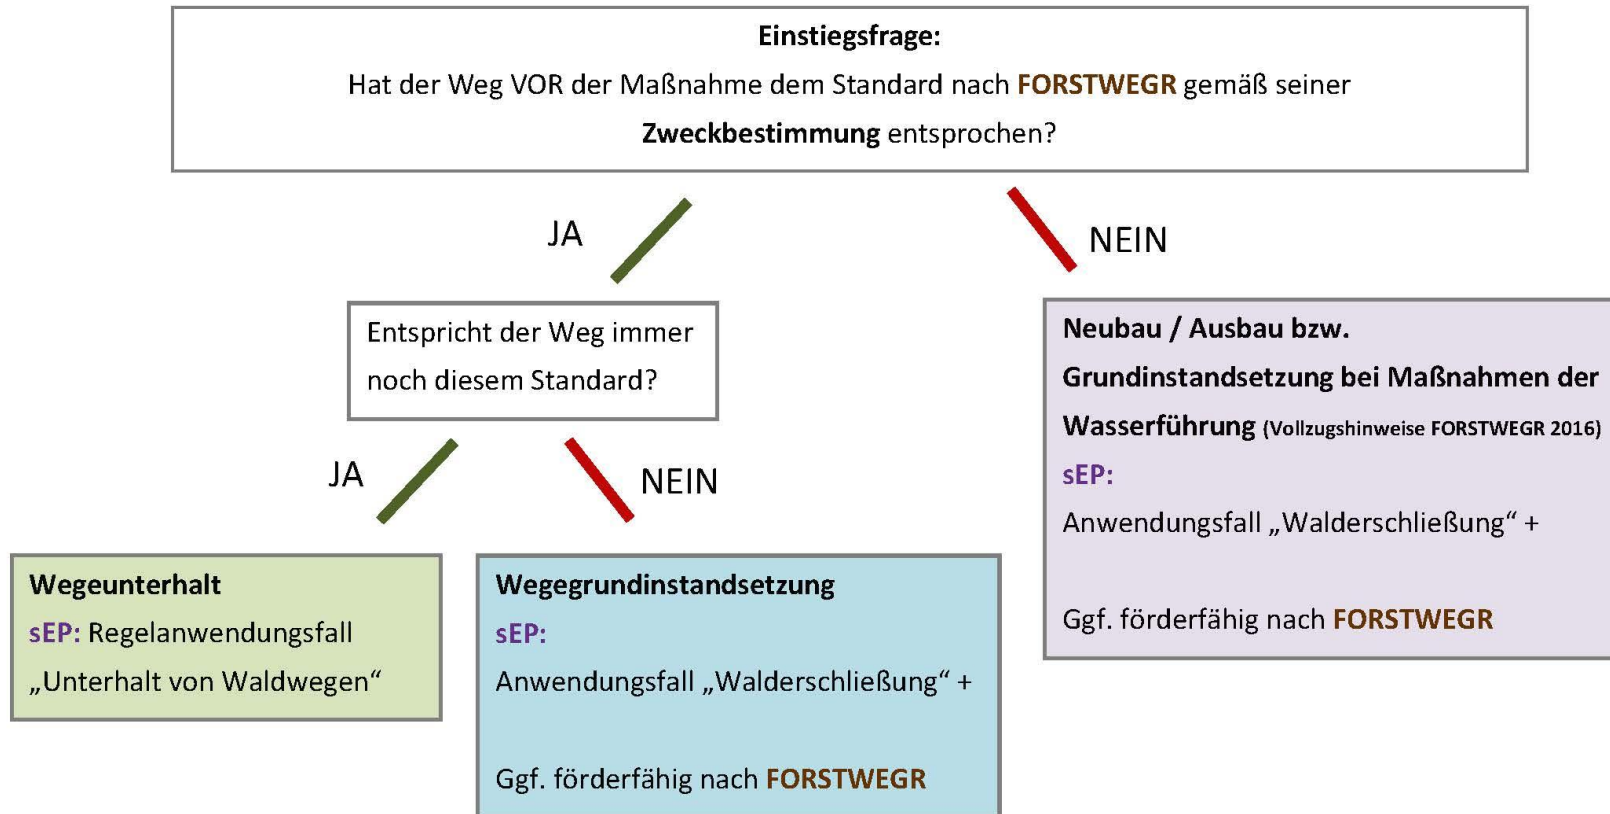 Einstiegsfrage:
Hat der Weg VOR der Maßnahme dem Standard nach FORSTWEGR gemäß seiner
Zweckbestimmung entsprochen?
JA
NEIN
Entspricht der Weg immer
noch diesem Standard?
Neubau / Ausbau bzw.
Grundinstandsetzung bei Maßnahmen der
Wasserführung (Vollzugshinweise FORSTWEGR 2016)
sEP:
Anwendungsfall „Walderschließung“ +
Ggf. förderfähig nach FORSTWEGR
JA
NEIN
Wegeunterhalt
sEP: Regelanwendungsfall
„Unterhalt von Waldwegen“
Wegegrundinstandsetzung
sEP:
Anwendungsfall „Walderschließung“ +
Ggf. förderfähig nach FORSTWEGR